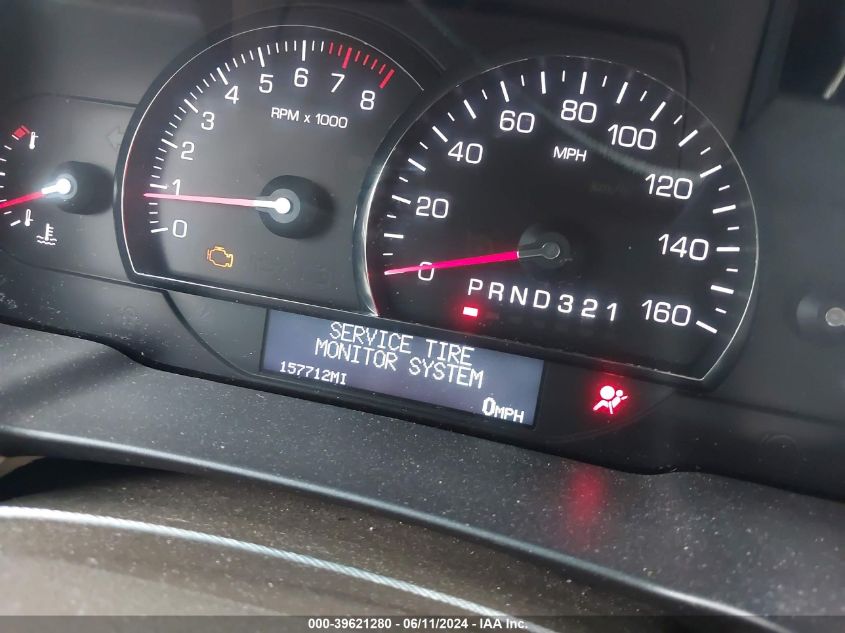 0 1 2 3 4 5 6 7 8
RPM x 1000
0 20 40 60 80 100 120 140 160
MPH
PRND321
SERVICE TIRE
MONITOR SYSTEM
157712MI
0MPH
000-39621280 - 06/11/2024 - IAA Inc.